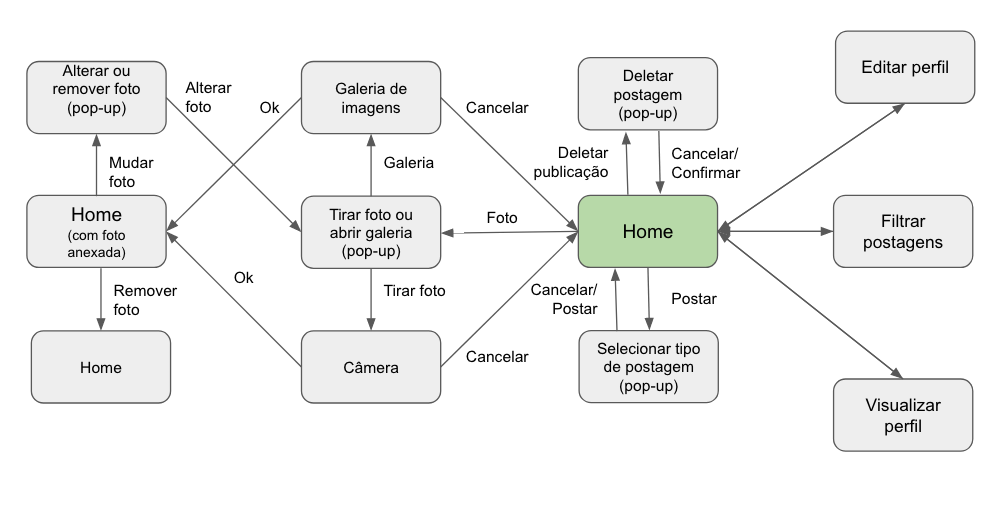 Alterar ou
remover foto
(pop-up)
Alterar
foto
Ok
Galeria de
imagens
Cancelar
Deletar
postagem
(pop-up)
Editar perfil
Mudar
foto
Galeria
Deletar
publicação
Cancelar/
Confirmar
Home
(com foto
anexada)
Tirar foto ou
abrir galeria
(pop-up)
Foto
Home
Filtrar
postagens
Remover
foto
Ok
Tirar foto
Cancelar/
Postar
Postar
Home
Câmera
Cancelar
Selecionar tipo
de postagem
(pop-up)
Visualizar
perfil